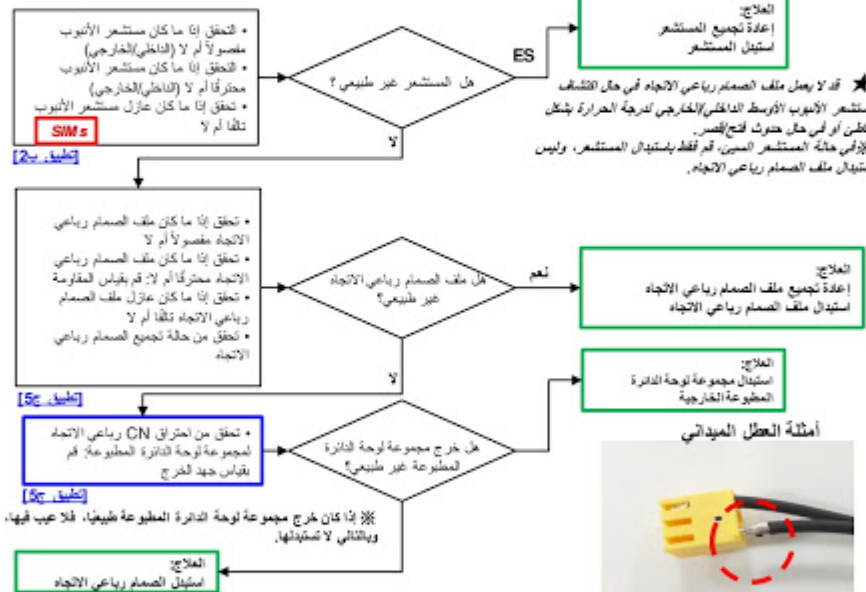 • التحقق إذا ما كان مستشعر الأنبوب
مفصولاً أم لا (الداخلي/الخارجي)
• التحقق إذا ما كان مستشعر الأنبوب
محترقًا أم لا (الداخلي/الخارجي)
• تحقق إذا ما كان عازل مستشعر الأنبوب
تالفًا أم لا
SIMs
[تطبيق ب2]
هل المستشعر غير طبيعي؟
ES
لا
العلاج:
إعادة تجميع المستشعر
استبدل المستشعر
★ قد لا يعمل ملف الصمام رباعي الاتجاه في حال اكتشاف
ستشعر الأنبوب الأوسط الداخلي/الخارجي لدرجة الحرارة بشكل
اطئ أو في حال حدوث فتح/قصر.
في حالة المستشعر السيئ، قم فقط باستبدال المستشعر، وليس
ستبدال ملف الصمام رباعي الاتجاه.
• تحقق إذا ما كان ملف الصمام رباعي
الاتجاه مفصولاً أم لا
• تحقق إذا ما كان ملف الصمام رباعي
الاتجاه محترقًا أم لا: قم بقياس المقاومة
• تحقق إذا ما كان عازل ملف الصمام
رباعي الاتجاه تالفًا أم لا
• تحقق من حالة تجميع الصمام رباعي
الاتجاه
[تطبيق ج5]
هل ملف الصمام رباعي الاتجاه
غير طبيعي؟
نعم
لا
العلاج:
إعادة تجميع ملف الصمام رباعي الاتجاه
استبدال ملف الصمام رباعي الاتجاه
• تحقق من احتراق CN رباعي الاتجاه
لمجموعة لوحة الدائرة المطبوعة: قم
بقياس جهد الخرج
[تطبيق ج5]
هل خرج مجموعة لوحة الدائرة
المطبوعة غير طبيعي؟
العلاج:
استبدال مجموعة لوحة الدائرة
المطبوعة الخارجية
※ إذا كان خرج مجموعة لوحة الدائرة المطبوعة طبيعيًا، فلا عيب فيها،
وبالتالي لا تستبدلها.
العلاج:
استبدل الصمام رباعي الاتجاه
أمثلة العطل الميداني